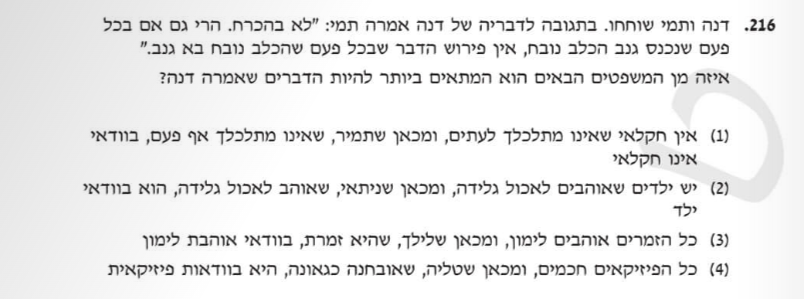 216. דנה ותמי שוחחו. בתגובה לדבריה של דנה אמרה תמי: "לא בהכרח. הרי גם אם בכל
פעם שנכנס גנב הכלב נובח, אין פירוש הדבר שבכל פעם שהכלב נובח בא גנב."
איזה מן המשפטים הבאים הוא המתאים ביותר להיות הדברים שאמרה דנה?
(1) אין חקלאי שאינו מתלכלך לעתים, ומכאן שתמיר, שאינו מתלכלך אף פעם, בוודאי
אינו חקלאי
(2) יש ילדים שאוהבים לאכול גלידה, ומכאן שניתאי, שאוהב לאכול גלידה, הוא בוודאי
ילד
(3) כל הזמרים אוהבים לימון, ומכאן שלילך, שהיא זמרת, בוודאי אוהבת לימון
(4) כל הפיזיקאים חכמים, ומכאן שטליה, שאובחנה כגאונה, היא בוודאות פיזיקאית